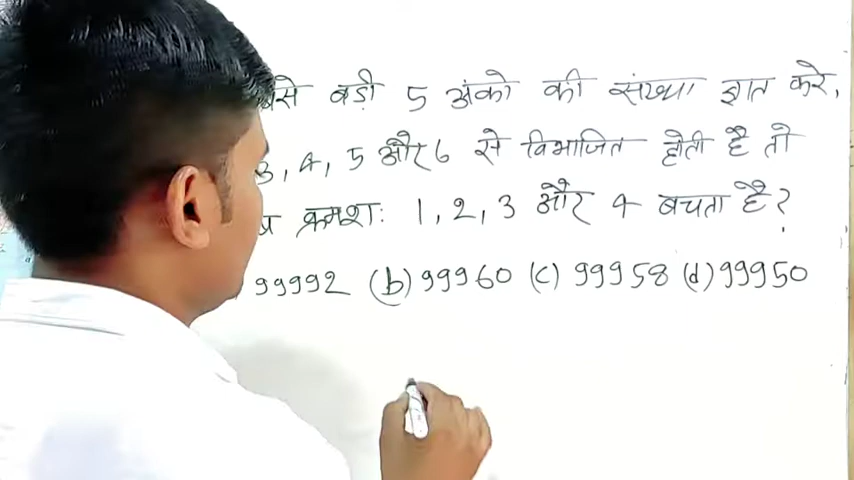 बड़ी 5 अंको की संख्या ज्ञात करे,
3, 4, 5 और 6 से विभाजित होती है तो
क्रमशः 1, 2, 3 और 4 बचता है?
99992 (b) 99960 (c) 99958 (d) 99950